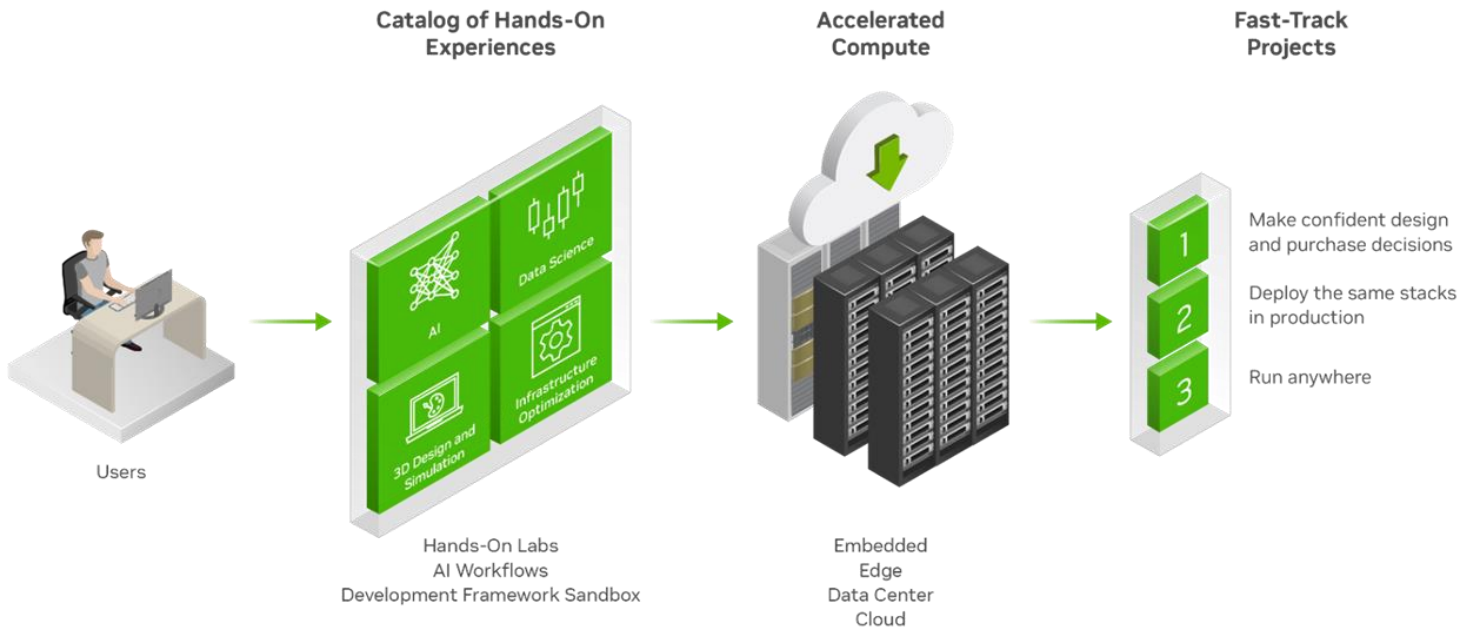 Catalog of Hands-On
Experiences
Accelerated
Compute
Fast-Track
Projects
Users
AI
Data Science
3D Design and
Simulation
Infrastructure
Optimization
Hands-On Labs
AI Workflows
Development Framework Sandbox
Embedded
Edge
Data Center
Cloud
1
Make confident design
and purchase decisions
2
Deploy the same stacks
in production
3
Run anywhere